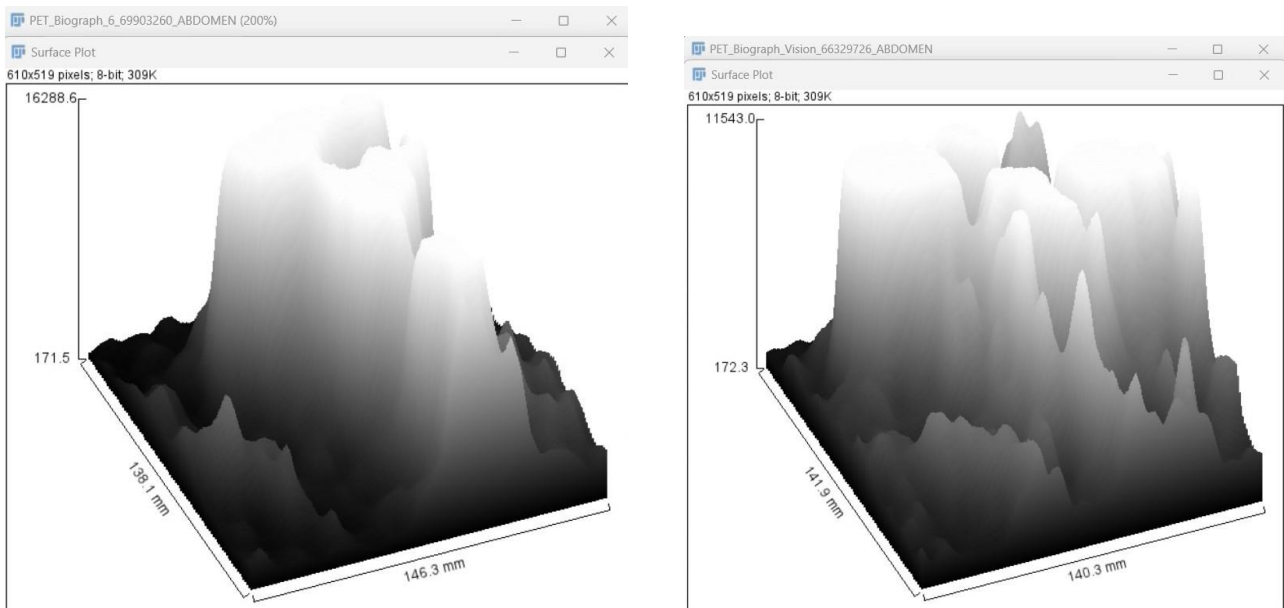 PET_Biograph_6_69903260_ABDOMEN (200%)
Surface Plot
610x519 pixels; 8-bit; 309K
16288.6
171.5
138.1 mm
146.3 mm
PET_Biograph_Vision_66329726_ABDOMEN
Surface Plot
610x519 pixels; 8-bit; 309K
11543.0
172.3
141.9 mm
140.3 mm